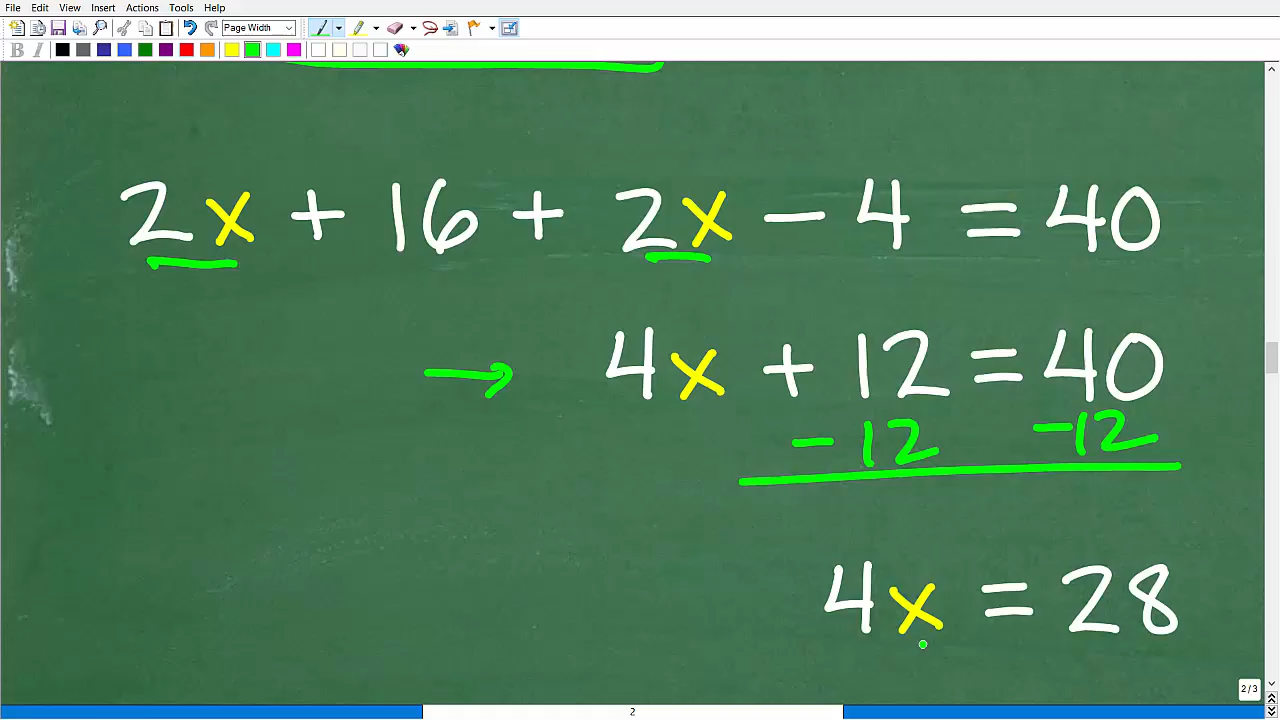 File Edit View Insert Actions Tools Help
Page Width
B I
2x + 16 + 2x − 4 = 40
→ 4x + 12 = 40
−12 −12
4x = 28
2/3
2